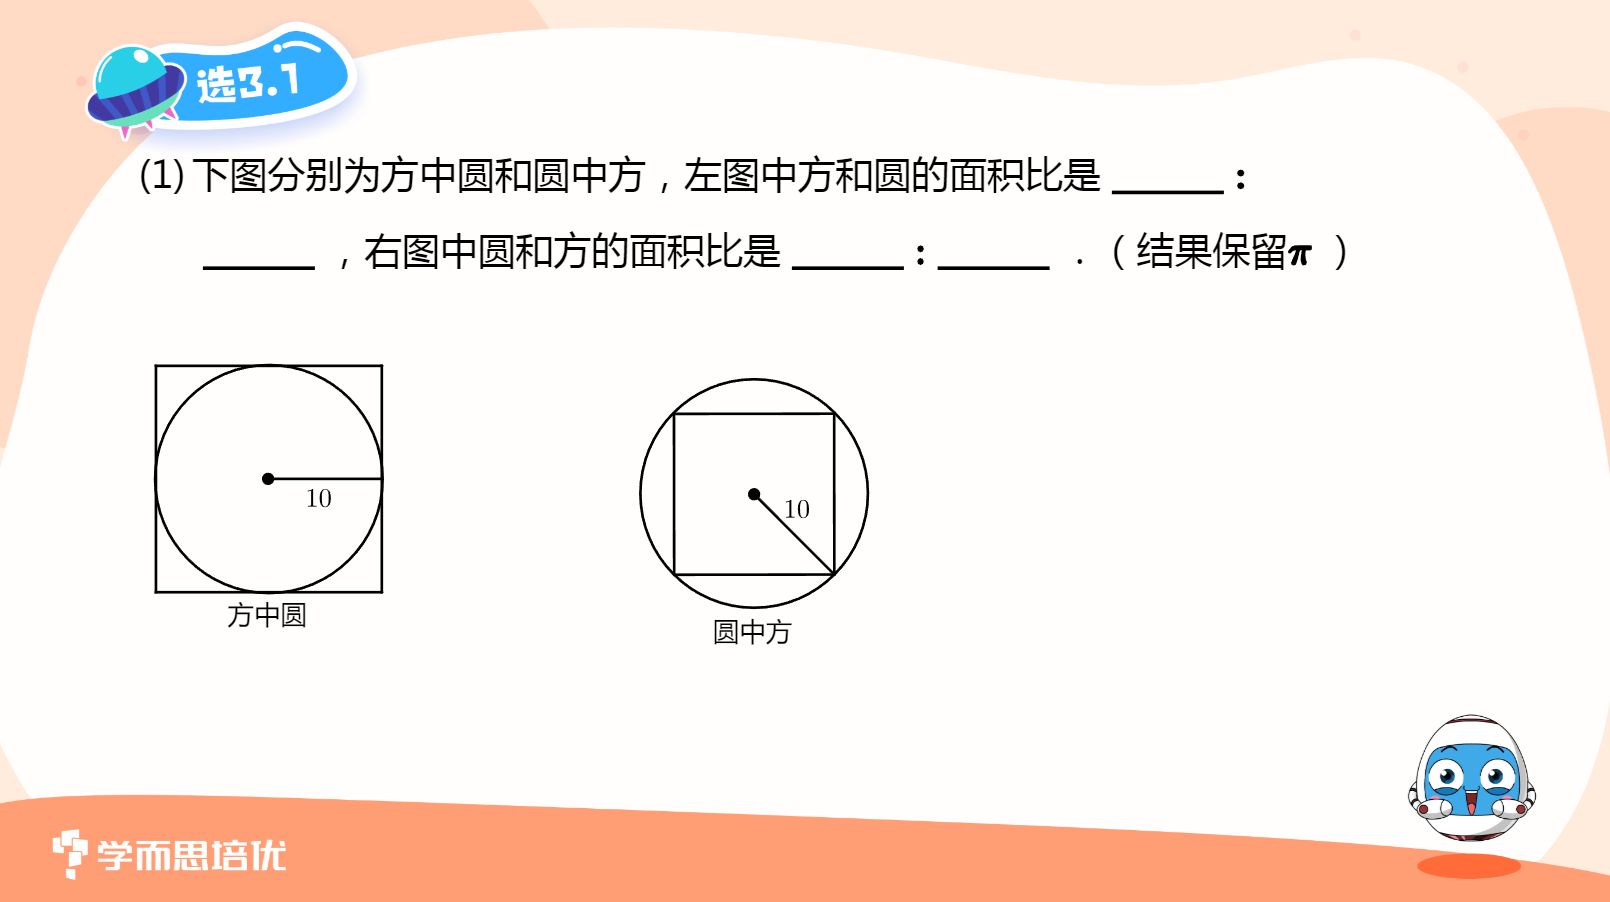 选3.1
(1) 下图分别为方中圆和圆中方，左图中方和圆的面积比是 ______ :
______ ，右图中圆和方的面积比是 ______ : ______ ．（结果保留π ）
10
10
方中圆
圆中方
学而思培优